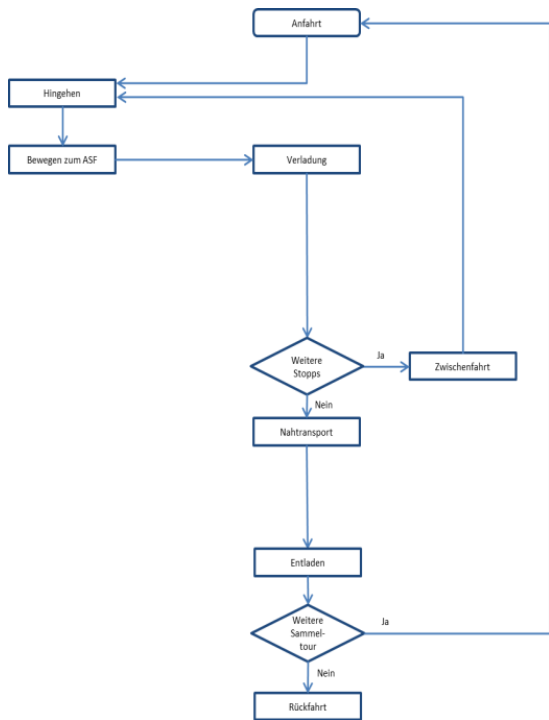 Anfahrt
Hingehen
Bewegen zum ASF
Verladung
Weitere
Stopps
Ja
Zwischenfahrt
Nein
Nahtransport
Entladen
Weitere
Sammel-
tour
Ja
Nein
Rückfahrt